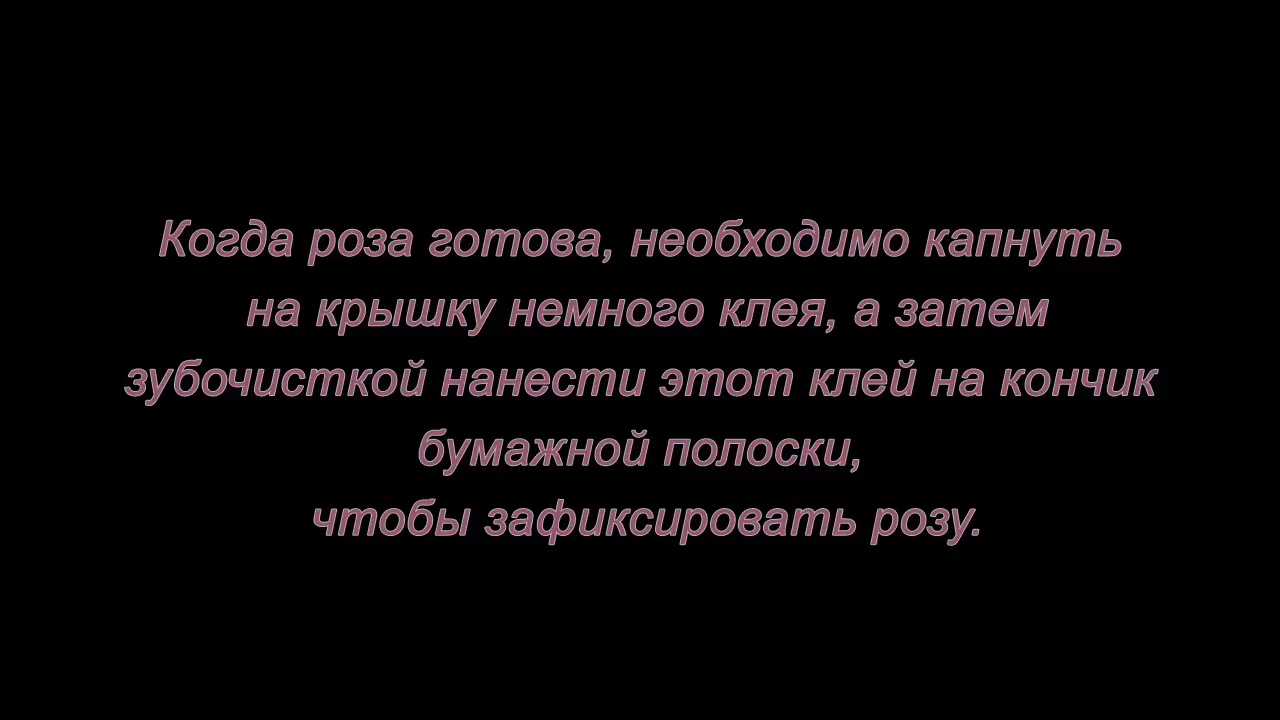 Когда роза готова, необходимо капнуть
на крышку немного клея, а затем
зубочисткой нанести этот клей на кончик
бумажной полоски,
чтобы зафиксировать розу.